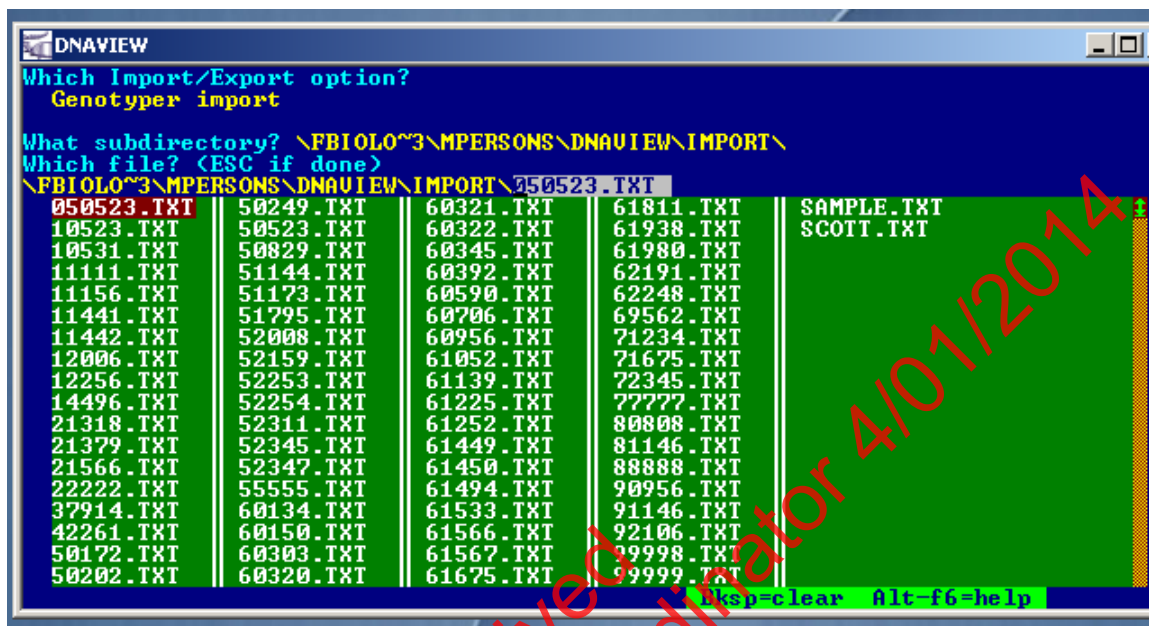 DNAVIEW
Which Import/Export option?
Genotyper import
What subdirectory? \FBIOLO~3\MPERSONS\DNAVIEW\IMPORT\
Which file? (ESC if done)
\FBIOLO~3\MPERSONS\DNAVIEW\IMPORT\050523.TXT
050523.TXT 50249.TXT 60321.TXT 61811.TXT SAMPLE.TXT
10523.TXT 50523.TXT 60322.TXT 61938.TXT SCOTT.TXT
10531.TXT 50829.TXT 60345.TXT 61980.TXT
11111.TXT 51144.TXT 60392.TXT 62191.TXT
11156.TXT 51173.TXT 60590.TXT 62248.TXT
11441.TXT 51795.TXT 60706.TXT 69562.TXT
11442.TXT 52008.TXT 60956.TXT 71234.TXT
12006.TXT 52159.TXT 61052.TXT 71675.TXT
12256.TXT 52253.TXT 61139.TXT 72345.TXT
14496.TXT 52254.TXT 61225.TXT 77777.TXT
21318.TXT 52311.TXT 61252.TXT 80808.TXT
21379.TXT 52345.TXT 61449.TXT 81146.TXT
21566.TXT 52347.TXT 61450.TXT 88888.TXT
22222.TXT 55555.TXT 61494.TXT 90956.TXT
37914.TXT 60134.TXT 61533.TXT 91146.TXT
42261.TXT 60150.TXT 61566.TXT 92106.TXT
50172.TXT 60303.TXT 61567.TXT 99998.TXT
50202.TXT 60320.TXT 61675.TXT 99999.TXT
Bksp=clear Alt-f6=help
4/01/2014